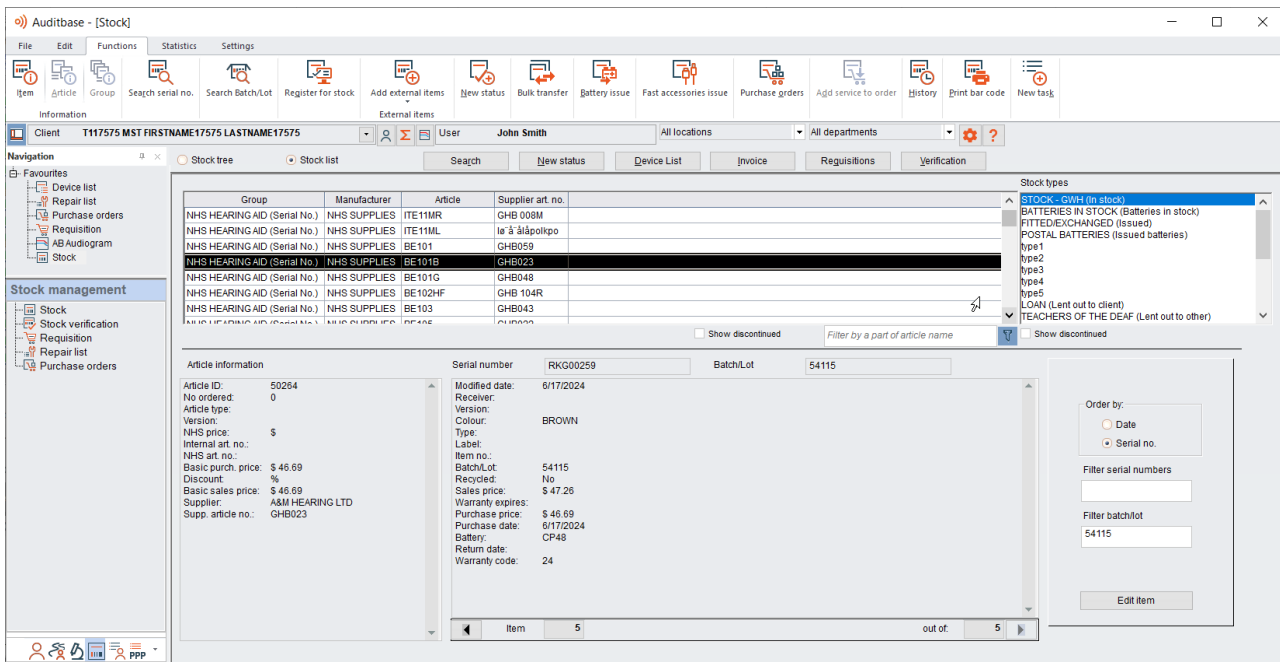 Auditbase - [Stock]
File Edit Functions Statistics Settings
Item Article Group Search serial no. Search Batch/Lot Register for stock Add external items New status Bulk transfer Battery issue Fast accessories issue Purchase orders Add service to order History Print bar code New task
Information External items
Client T117575 MST FIRSTNAME17575 LASTNAME17575 User John Smith All locations All departments
Navigation
Favourites
Device list
Repair list
Purchase orders
Requisition
AB Audiogram
Stock
Stock management
Stock
Stock verification
Requisition
Repair list
Purchase orders
PPP
Stock tree Stock list Search New status Device List Invoice Requisitions Verification
Group Manufacturer Article Supplier art. no.
NHS HEARING AID (Serial No.) NHS SUPPLIES ITE11MR GHB 008M
NHS HEARING AID (Serial No.) NHS SUPPLIES ITE11ML lø¨å¨ålåpolkpo
NHS HEARING AID (Serial No.) NHS SUPPLIES BE101 GHB059
NHS HEARING AID (Serial No.) NHS SUPPLIES BE101B GHB023
NHS HEARING AID (Serial No.) NHS SUPPLIES BE101G GHB048
NHS HEARING AID (Serial No.) NHS SUPPLIES BE102HF GHB 104R
NHS HEARING AID (Serial No.) NHS SUPPLIES BE103 GHB043
NHS HEARING AID (Serial No.) NHS SUPPLIES
Stock types
STOCK - GWH (In stock)
BATTERIES IN STOCK (Batteries in stock)
FITTED/EXCHANGED (Issued)
POSTAL BATTERIES (Issued batteries)
type1
type2
type3
type4
type5
LOAN (Lent out to client)
TEACHERS OF THE DEAF (Lent out to other)
Show discontinued Filter by a part of article name Show discontinued
Article information
Article ID: 50264
No ordered: 0
Article type:
Version:
NHS price: $
Internal art. no.:
NHS art. no.:
Basic purch. price: $ 46.69
Discount: %
Basic sales price: $ 46.69
Supplier: A&M HEARING LTD
Supp. article no.: GHB023
Serial number RKG00259 Batch/Lot 54115
Modified date: 6/17/2024
Receiver:
Version:
Colour: BROWN
Type:
Label:
Item no.:
Batch/Lot: 54115
Recycled: No
Sales price: $ 47.26
Warranty expires:
Purchase price: $ 46.69
Purchase date: 6/17/2024
Battery: CP48
Return date:
Warranty code: 24
Item 5 out of: 5
Order by:
Date
Serial no.
Filter serial numbers
Filter batch/lot
54115
Edit item